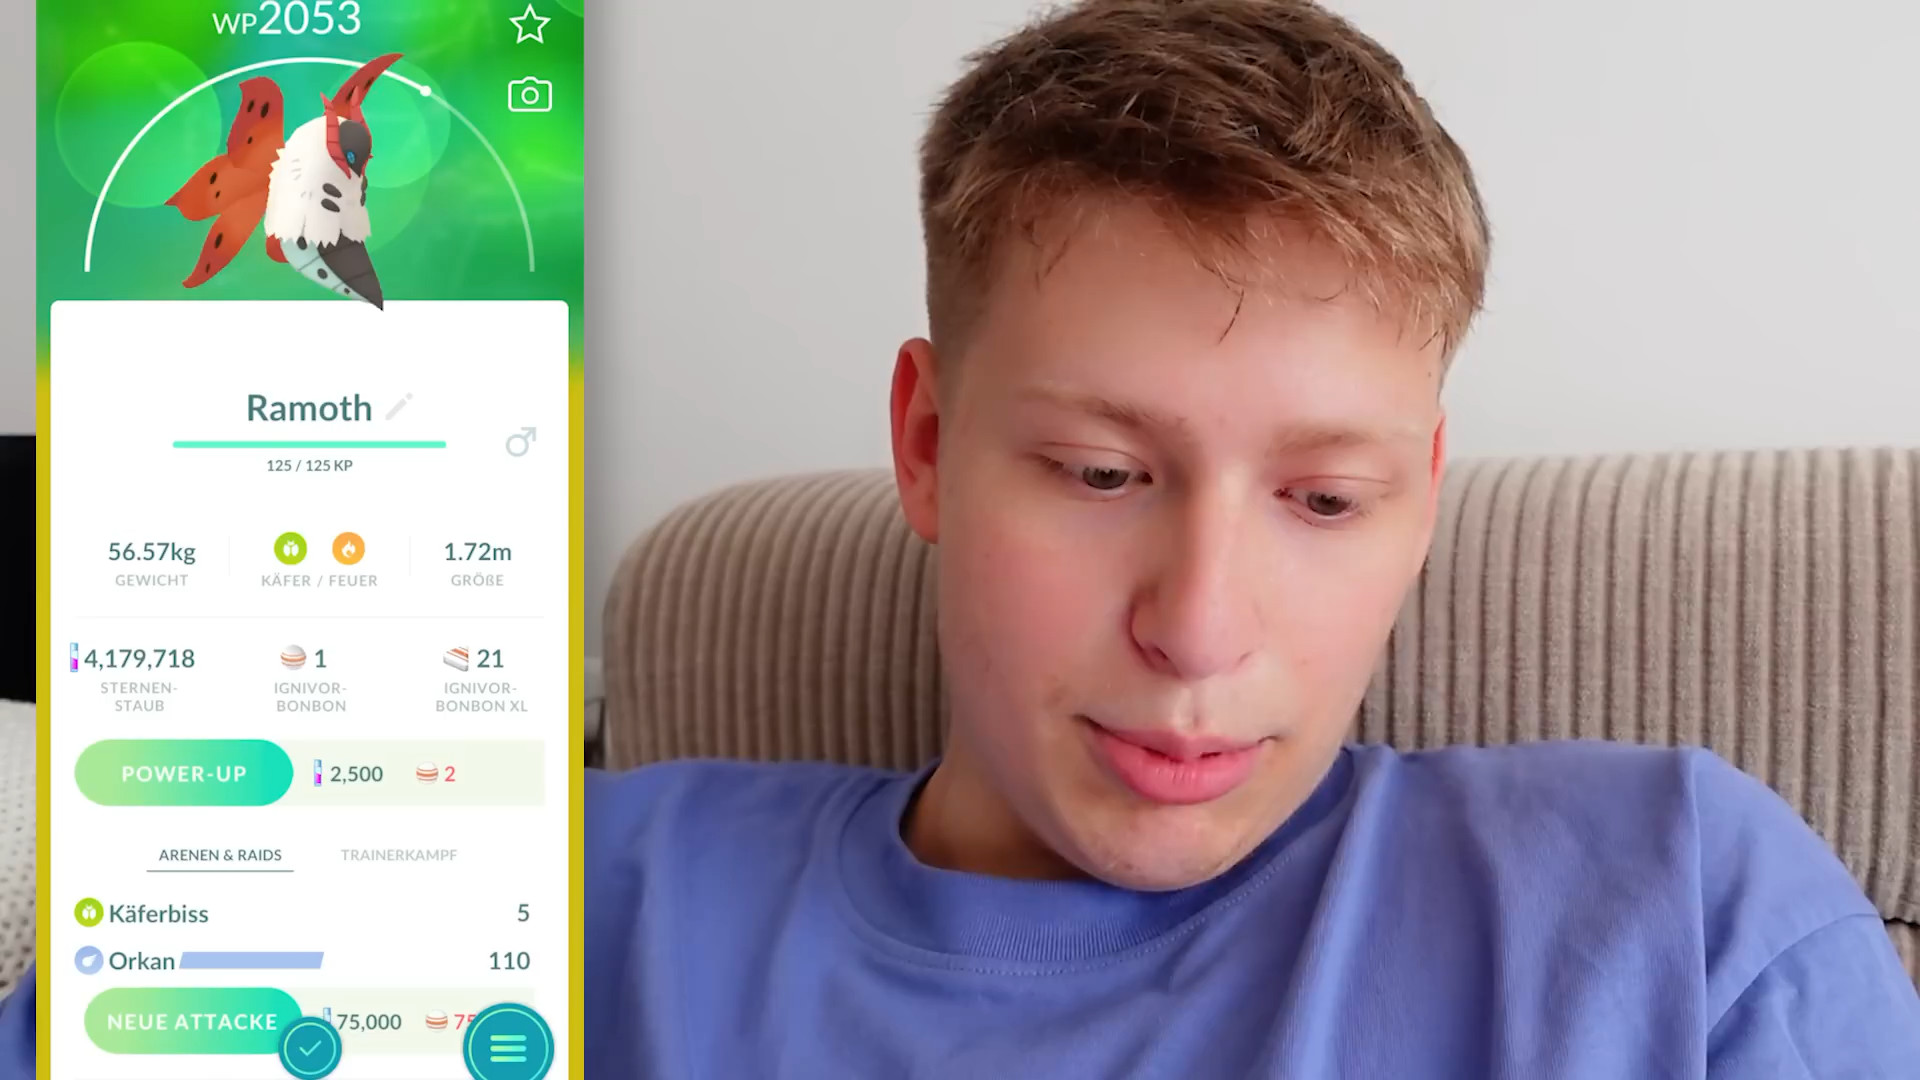 WP2053
Ramoth
125 / 125 KP
56.57kg
GEWICHT
KÄFER / FEUER
1.72m
GRÖßE
4,179,718
STERNEN-
STAUB
1
IGNIVOR-
BONBON
21
IGNIVOR-
BONBON XL
POWER-UP
2,500
2
ARENEN & RAIDS
TRAINERKAMPF
Käferbiss
5
Orkan
110
NEUE ATTACKE
75,000